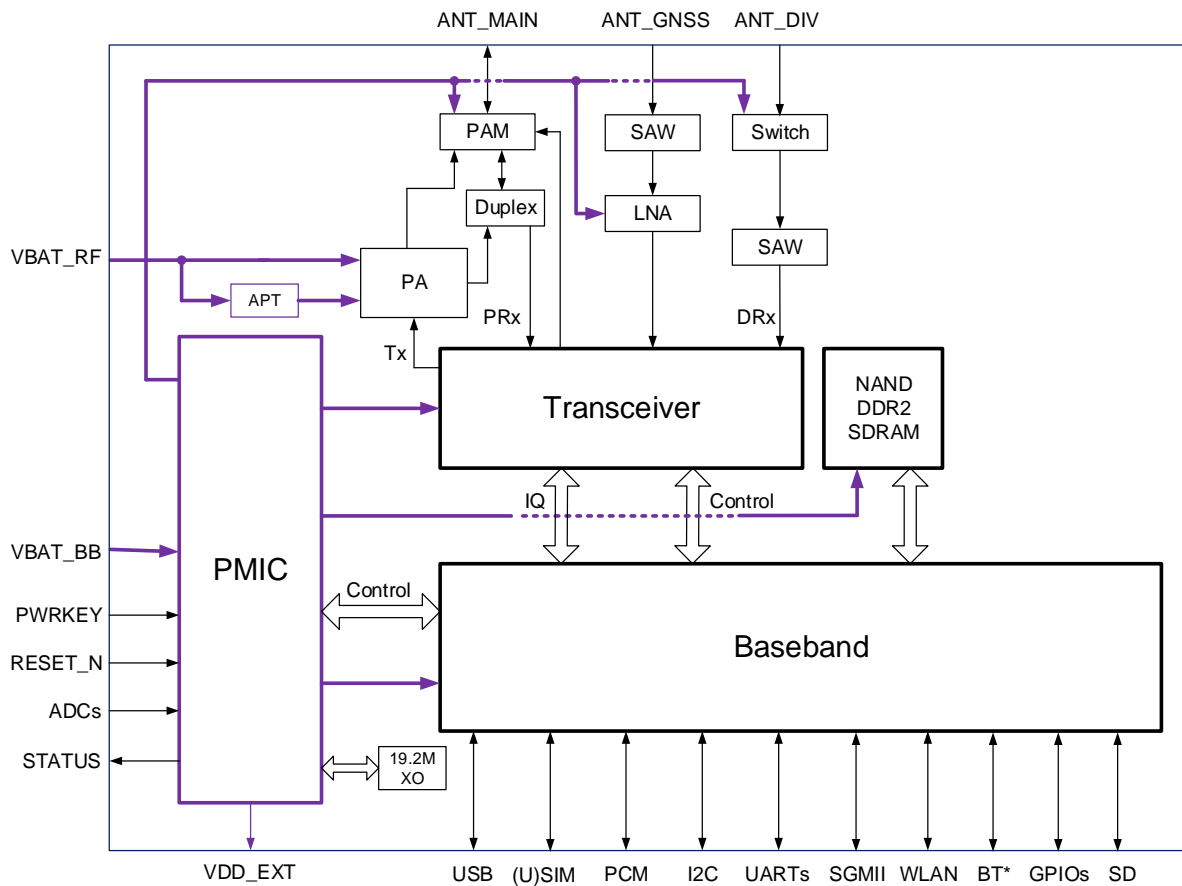 ANT_MAIN ANT_GNSS ANT_DIV
PAM
SAW
Switch
Duplex
LNA
VBAT_RF
PA
SAW
APT
PRx
DRx
Tx
Transceiver
NAND
DDR2
SDRAM
IQ
Control
VBAT_BB
PMIC
Control
PWRKEY
Baseband
RESET_N
ADCs
STATUS
19.2M
XO
VDD_EXT
USB (U)SIM PCM I2C UARTs SGMII WLAN BT* GPIOs SD